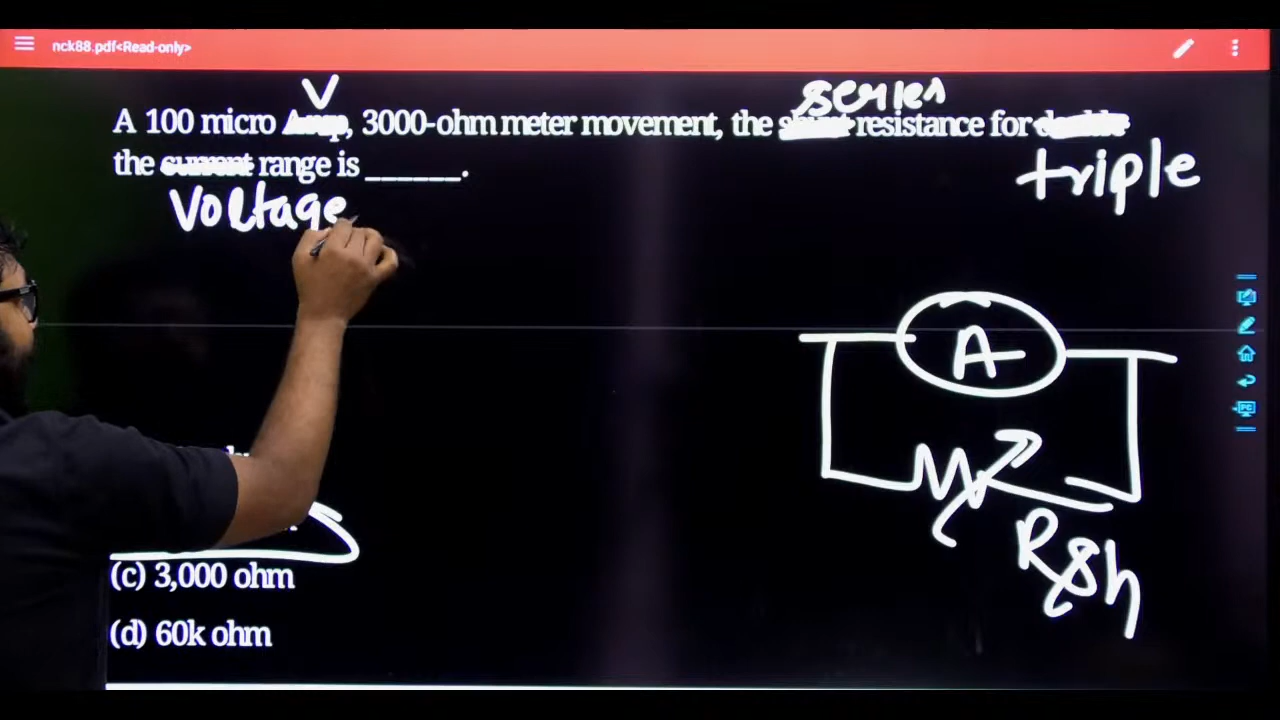 nck88.pdf<Read-only>
V
series
A 100 micro Amp, 3000-ohm meter movement, the shunt resistance for double
triple
the current range is ______.
Voltage
A
Rsh
(c) 3,000 ohm
(d) 60k ohm